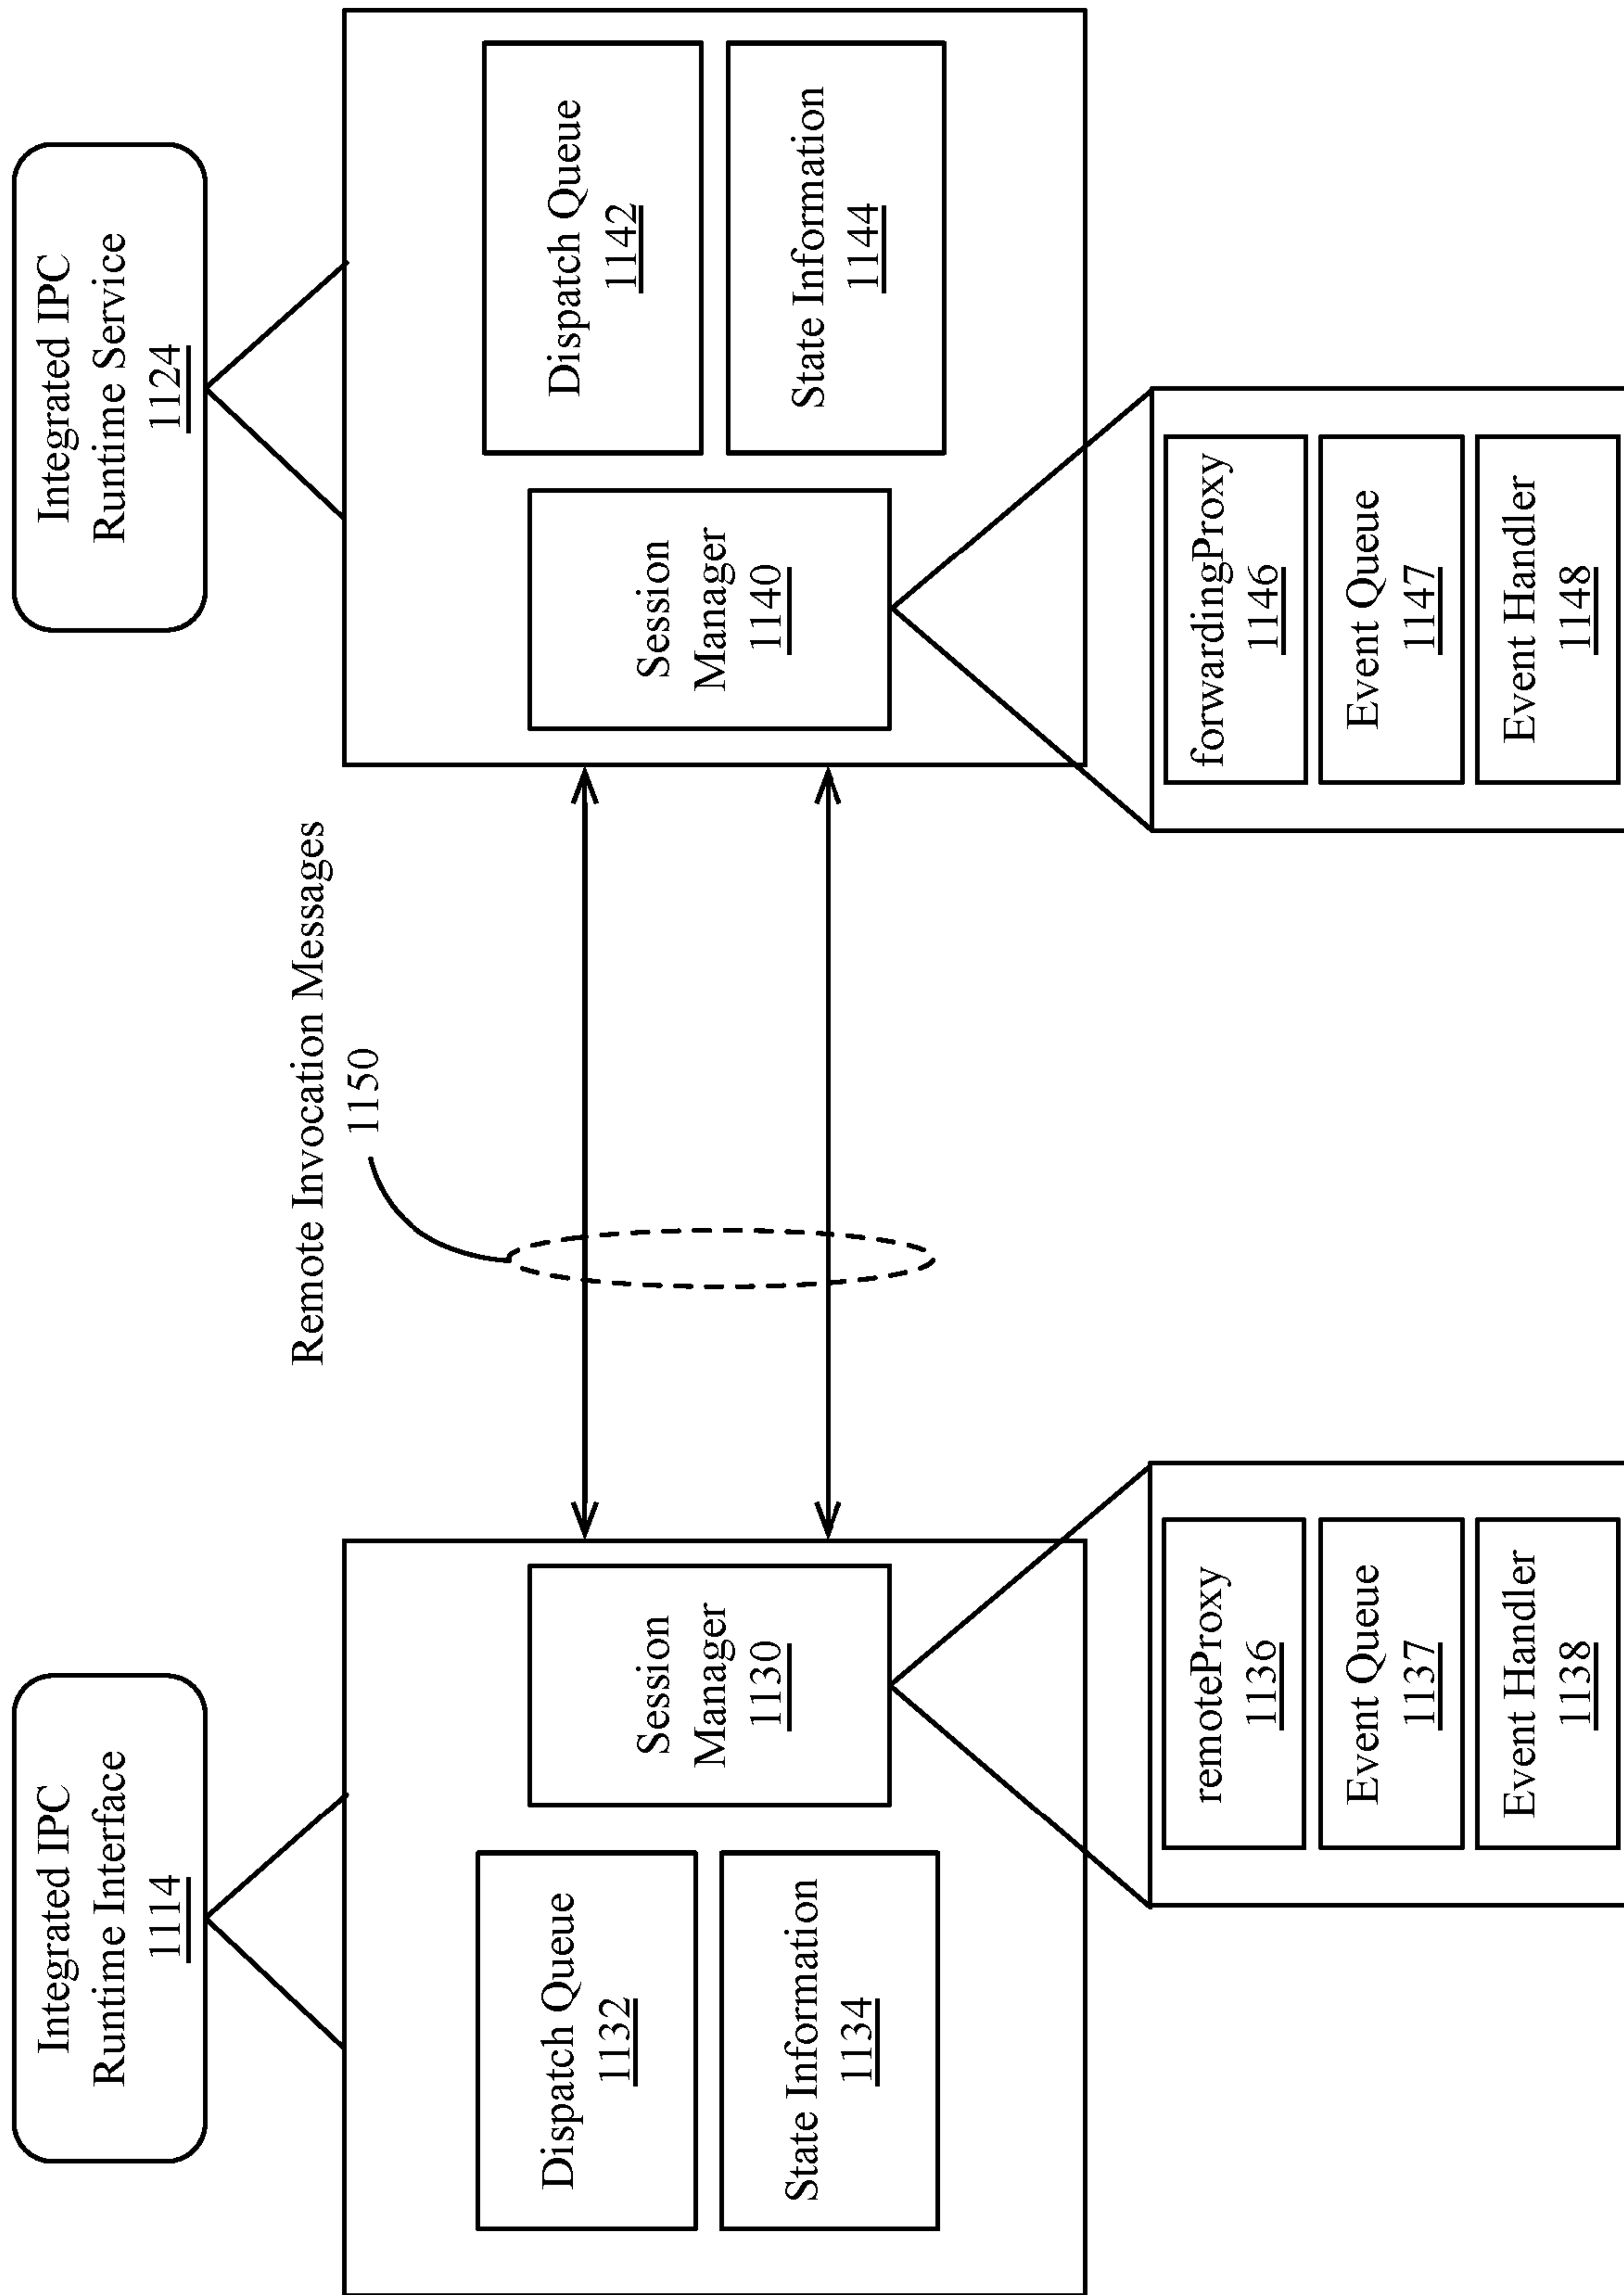 Integrated IPC
Runtime Interface
1114
Integrated IPC
Runtime Service
1124
Remote Invocation Messages
1150
Dispatch Queue
1132
State Information
1134
Session
Manager
1130
Session
Manager
1140
Dispatch Queue
1142
State Information
1144
remoteProxy
1136
Event Queue
1137
Event Handler
1138
forwardingProxy
1146
Event Queue
1147
Event Handler
1148